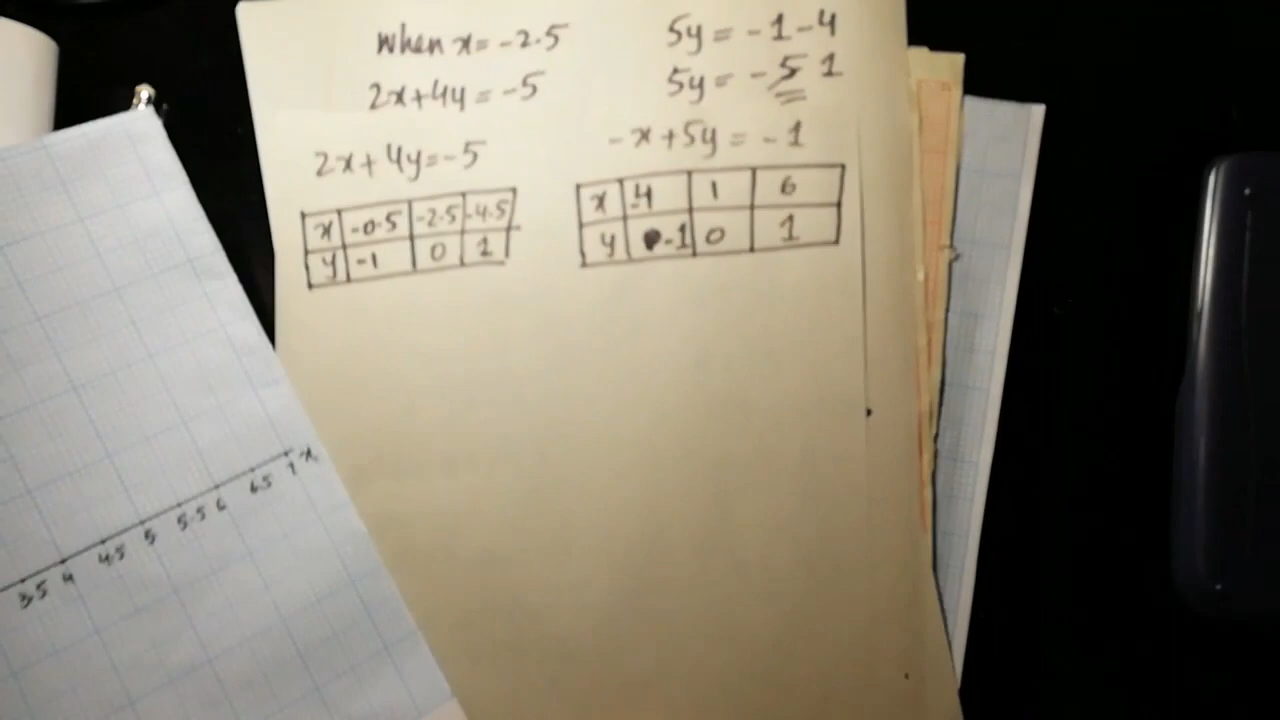 when x = -2.5
2x+4y = -5
5y = -1-4
5y = -5 1
2x+4y=-5
x -0.5 -2.5 -4.5
y -1 0 1
-x+5y = -1
x -4 1 6
y -1 0 1
3.5 4 4.5 5 5.5 6 6.5 7 x